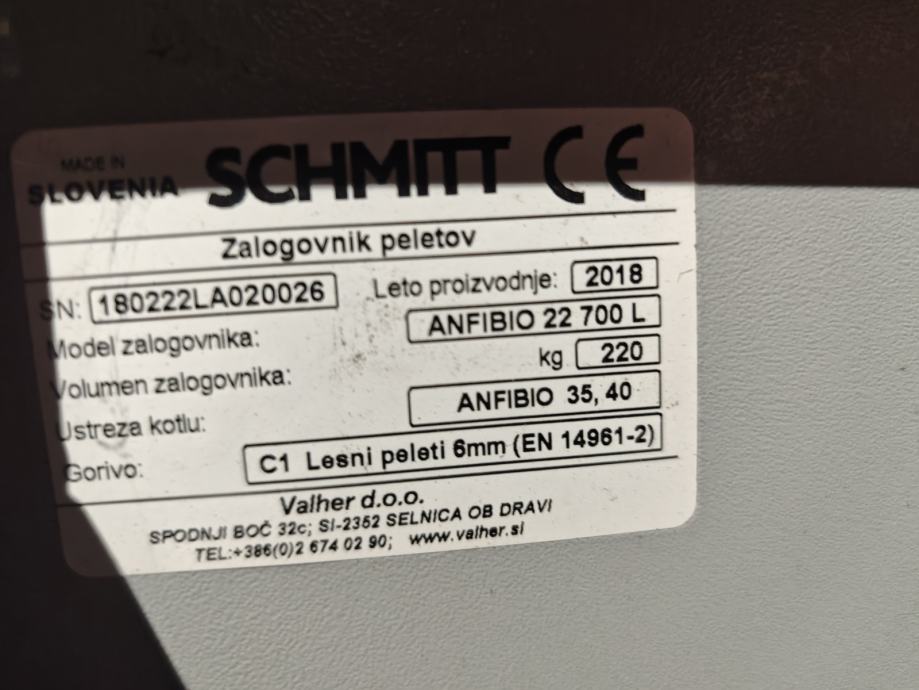 MADE IN
SLOVENIA
SCHMITT CE
Zalogovnik peletov
SN: 180222LA020026 Leto proizvodnje: 2018
Model zalogovnika: ANFIBIO 22 700 L
Volumen zalogovnika: kg 220
Ustreza kotlu: ANFIBIO 35, 40
Gorivo: C1 Lesni peleti 6mm (EN 14961-2)
Valher d.o.o.
SPODNJI BOČ 32c; SI-2352 SELNICA OB DRAVI
TEL:+386(0)2 674 02 90; www.valher.si